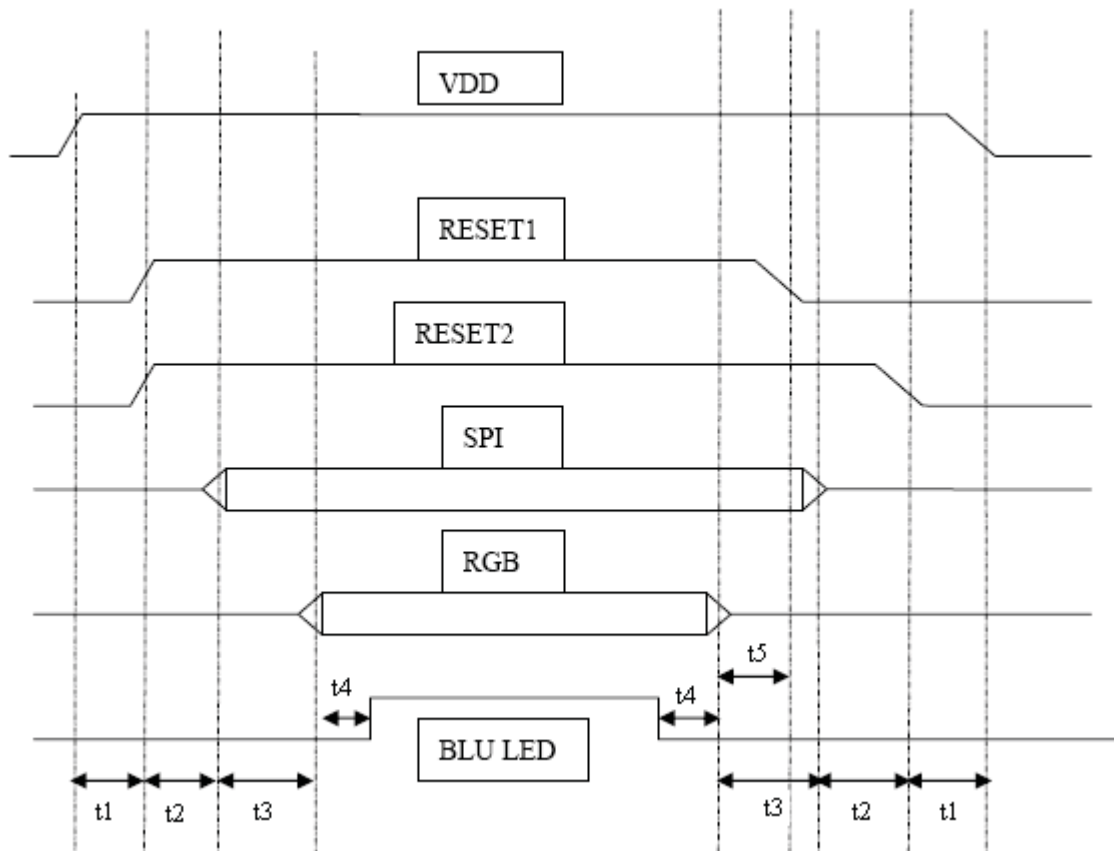 VDD
RESET1
RESET2
SPI
RGB
t5
t4 t4
BLU LED
t1 t2 t3 t3 t2 t1